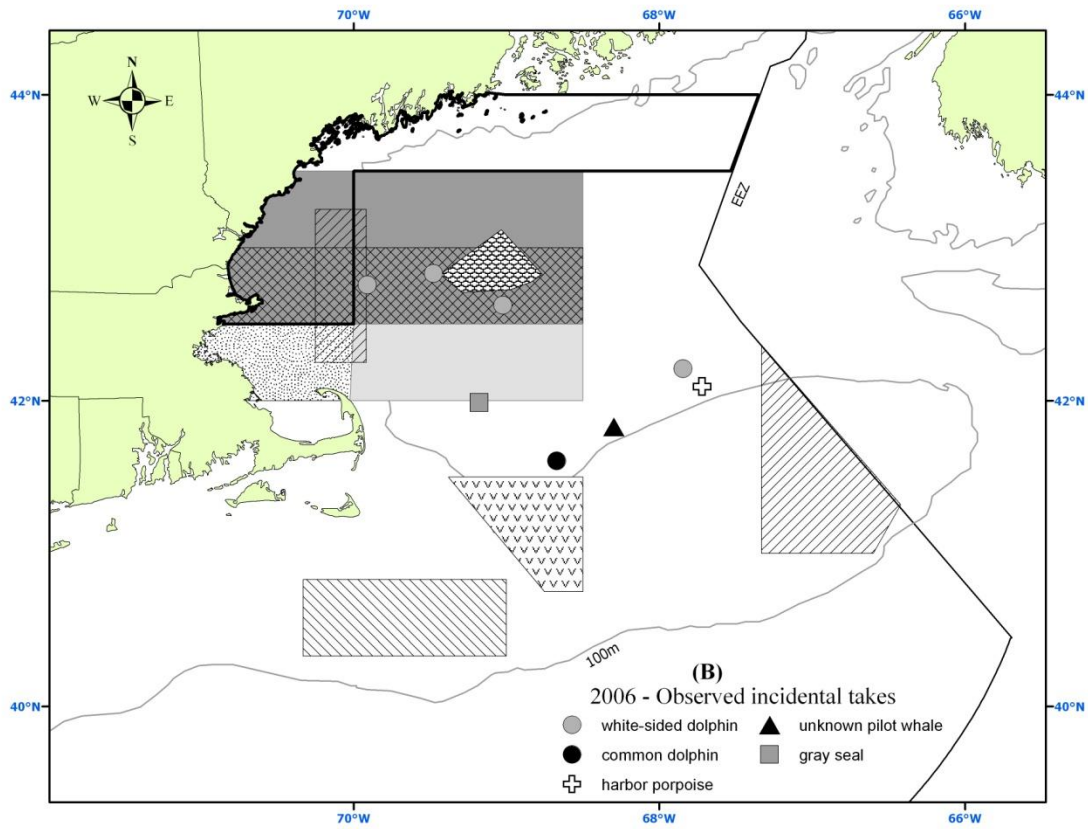 70°W 68°W 66°W
44°N 44°N
N
W E
S
EEZ
42°N 42°N
100m
40°N 40°N
(B)
2006 - Observed incidental takes
white-sided dolphin unknown pilot whale
common dolphin gray seal
harbor porpoise
70°W 68°W 66°W